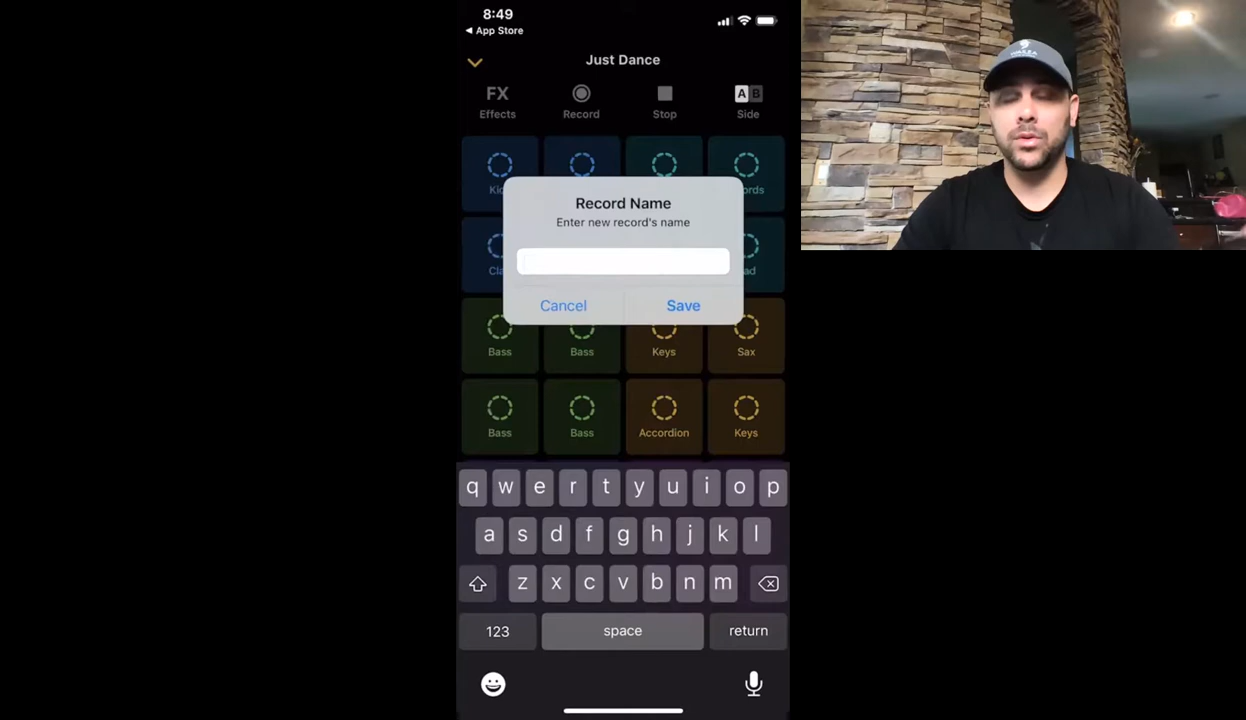 8:49
App Store
Just Dance
FX
A B
Effects
Record
Stop
Side
Record Name
Enter new record's name
Cancel
Save
Bass
Bass
Keys
Sax
Bass
Bass
Accordion
Keys
q w e r t y u i o p
a s d f g h j k l
z x c v b n m
123
space
return